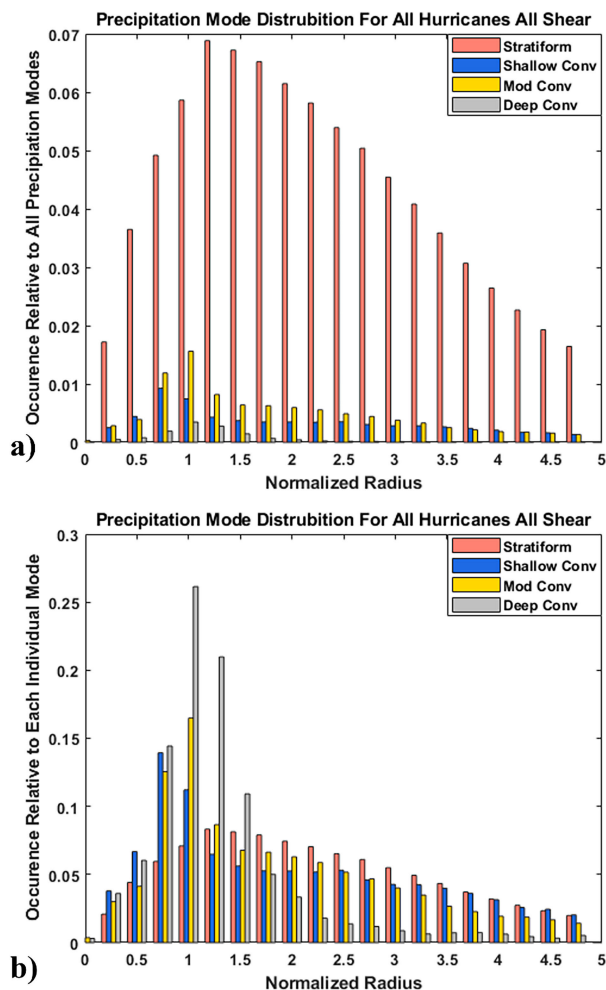 Precipitation Mode Distrubition For All Hurricanes All Shear
0.07
0.06
0.05
0.04
0.03
0.02
0.01
0
Occurence Relative to All Precipiation Modes
Stratiform
Shallow Conv
Mod Conv
Deep Conv
0 0.5 1 1.5 2 2.5 3 3.5 4 4.5 5
Normalized Radius
a)
Precipitation Mode Distrubition For All Hurricanes All Shear
0.3
0.25
0.2
0.15
0.1
0.05
0
Occurence Relative to Each Individual Mode
Stratiform
Shallow Conv
Mod Conv
Deep Conv
0 0.5 1 1.5 2 2.5 3 3.5 4 4.5 5
Normalized Radius
b)